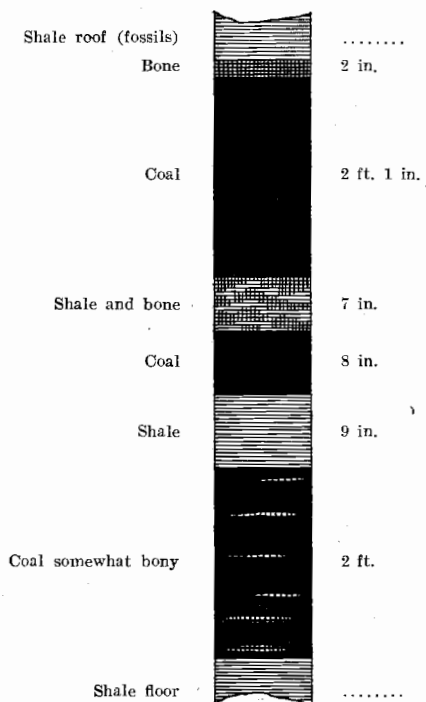 Shale roof (fossils) ........
Bone 2 in.
Coal 2 ft. 1 in.
Shale and bone 7 in.
Coal 8 in.
Shale 9 in.
Coal somewhat bony 2 ft.
Shale floor ........